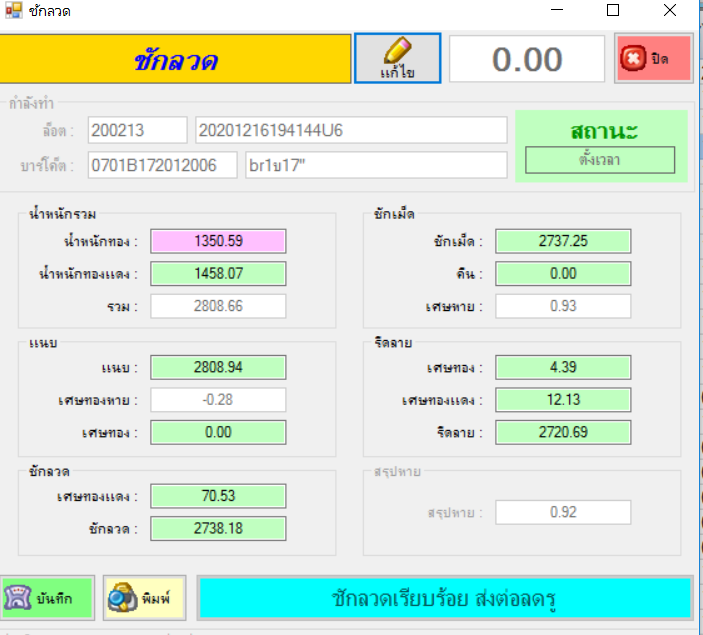 ชักลวด
ชักลวด
แก้ไข
0.00
ปิด
กำลังทำ
ล็อต : 200213 20201216194144U6
บาร์โค๊ต : 0701B172012006 br1บ17"
สถานะ
ตั้งเวลา
น้ำหนักรวม
น้ำหนักทอง : 1350.59
น้ำหนักทองแดง : 1458.07
รวม : 2808.66
ชักเม็ด
ชักเม็ด : 2737.25
คืน : 0.00
เศษหาย : 0.93
แนบ
แนบ : 2808.94
เศษทองหาย : -0.28
เศษทอง : 0.00
รีดลาย
เศษทอง : 4.39
เศษทองแดง : 12.13
รีดลาย : 2720.69
ชักลวด
เศษทองแดง : 70.53
ชักลวด : 2738.18
สรุปหาย
สรุปหาย : 0.92
บันทึก
พิมพ์
ชักลวดเรียบร้อย ส่งต่อลดรู